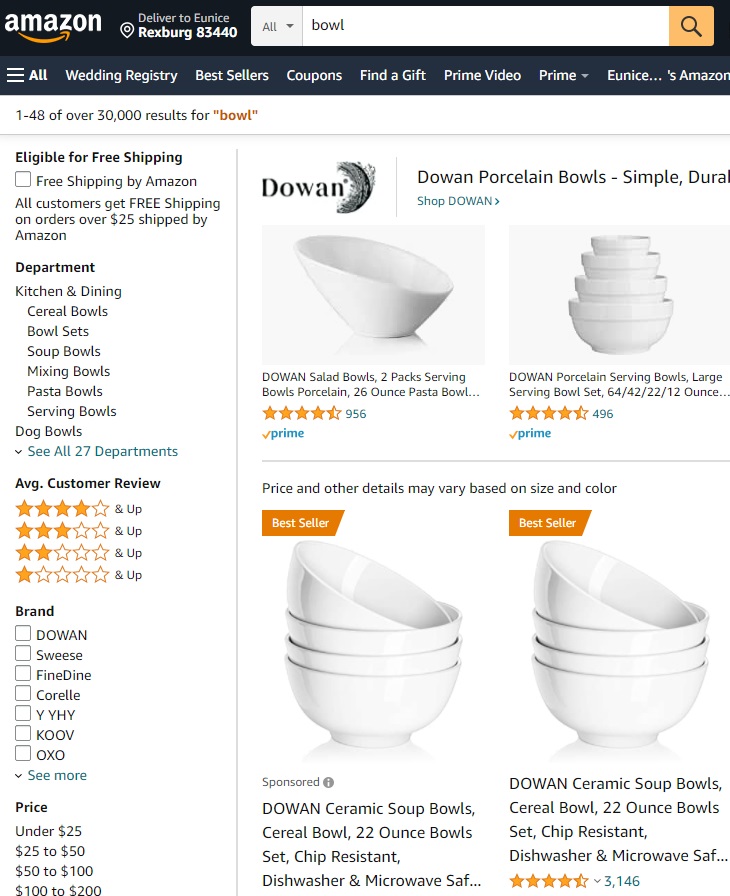 amazon
Deliver to Eunice
Rexburg 83440
All
bowl
All Wedding Registry Best Sellers Coupons Find a Gift Prime Video Prime Eunice... 's Amazon
1-48 of over 30,000 results for "bowl"
Eligible for Free Shipping
Free Shipping by Amazon
All customers get FREE Shipping
on orders over $25 shipped by
Amazon
Department
Kitchen & Dining
Cereal Bowls
Bowl Sets
Soup Bowls
Mixing Bowls
Pasta Bowls
Serving Bowls
Dog Bowls
See All 27 Departments
Avg. Customer Review
& Up
& Up
& Up
& Up
Brand
DOWAN
Sweese
FineDine
Corelle
Y YHY
KOOV
OXO
See more
Price
Under $25
$25 to $50
$50 to $100
$100 to $200
Dowan®
Dowan Porcelain Bowls - Simple, Dural
Shop DOWAN
DOWAN Salad Bowls, 2 Packs Serving
Bowls Porcelain, 26 Ounce Pasta Bowl...
956
prime
DOWAN Porcelain Serving Bowls, Large
Serving Bowl Set, 64/42/22/12 Ounce...
496
prime
Price and other details may vary based on size and color
Best Seller
Sponsored
DOWAN Ceramic Soup Bowls,
Cereal Bowl, 22 Ounce Bowls
Set, Chip Resistant,
Dishwasher & Microwave Saf...
Best Seller
DOWAN Ceramic Soup Bowls,
Cereal Bowl, 22 Ounce Bowls
Set, Chip Resistant,
Dishwasher & Microwave Saf...
3,146